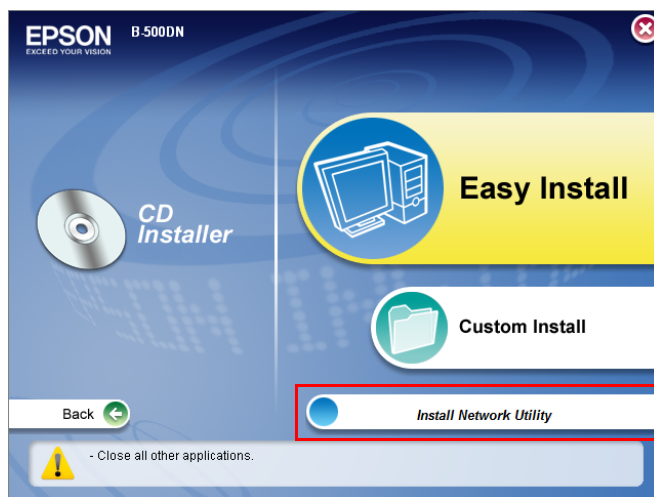 EPSON
EXCEED YOUR VISION
B-500DN
Easy Install
CD
Installer
Custom Install
Back
Install Network Utility
- Close all other applications.